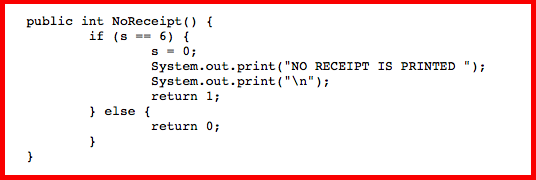 public int NoReceipt() {
        if (s == 6) {
                s = 0;
                System.out.print("NO RECEIPT IS PRINTED ");
                System.out.print("\n");
                return 1;
        } else {
                return 0;
        }
}